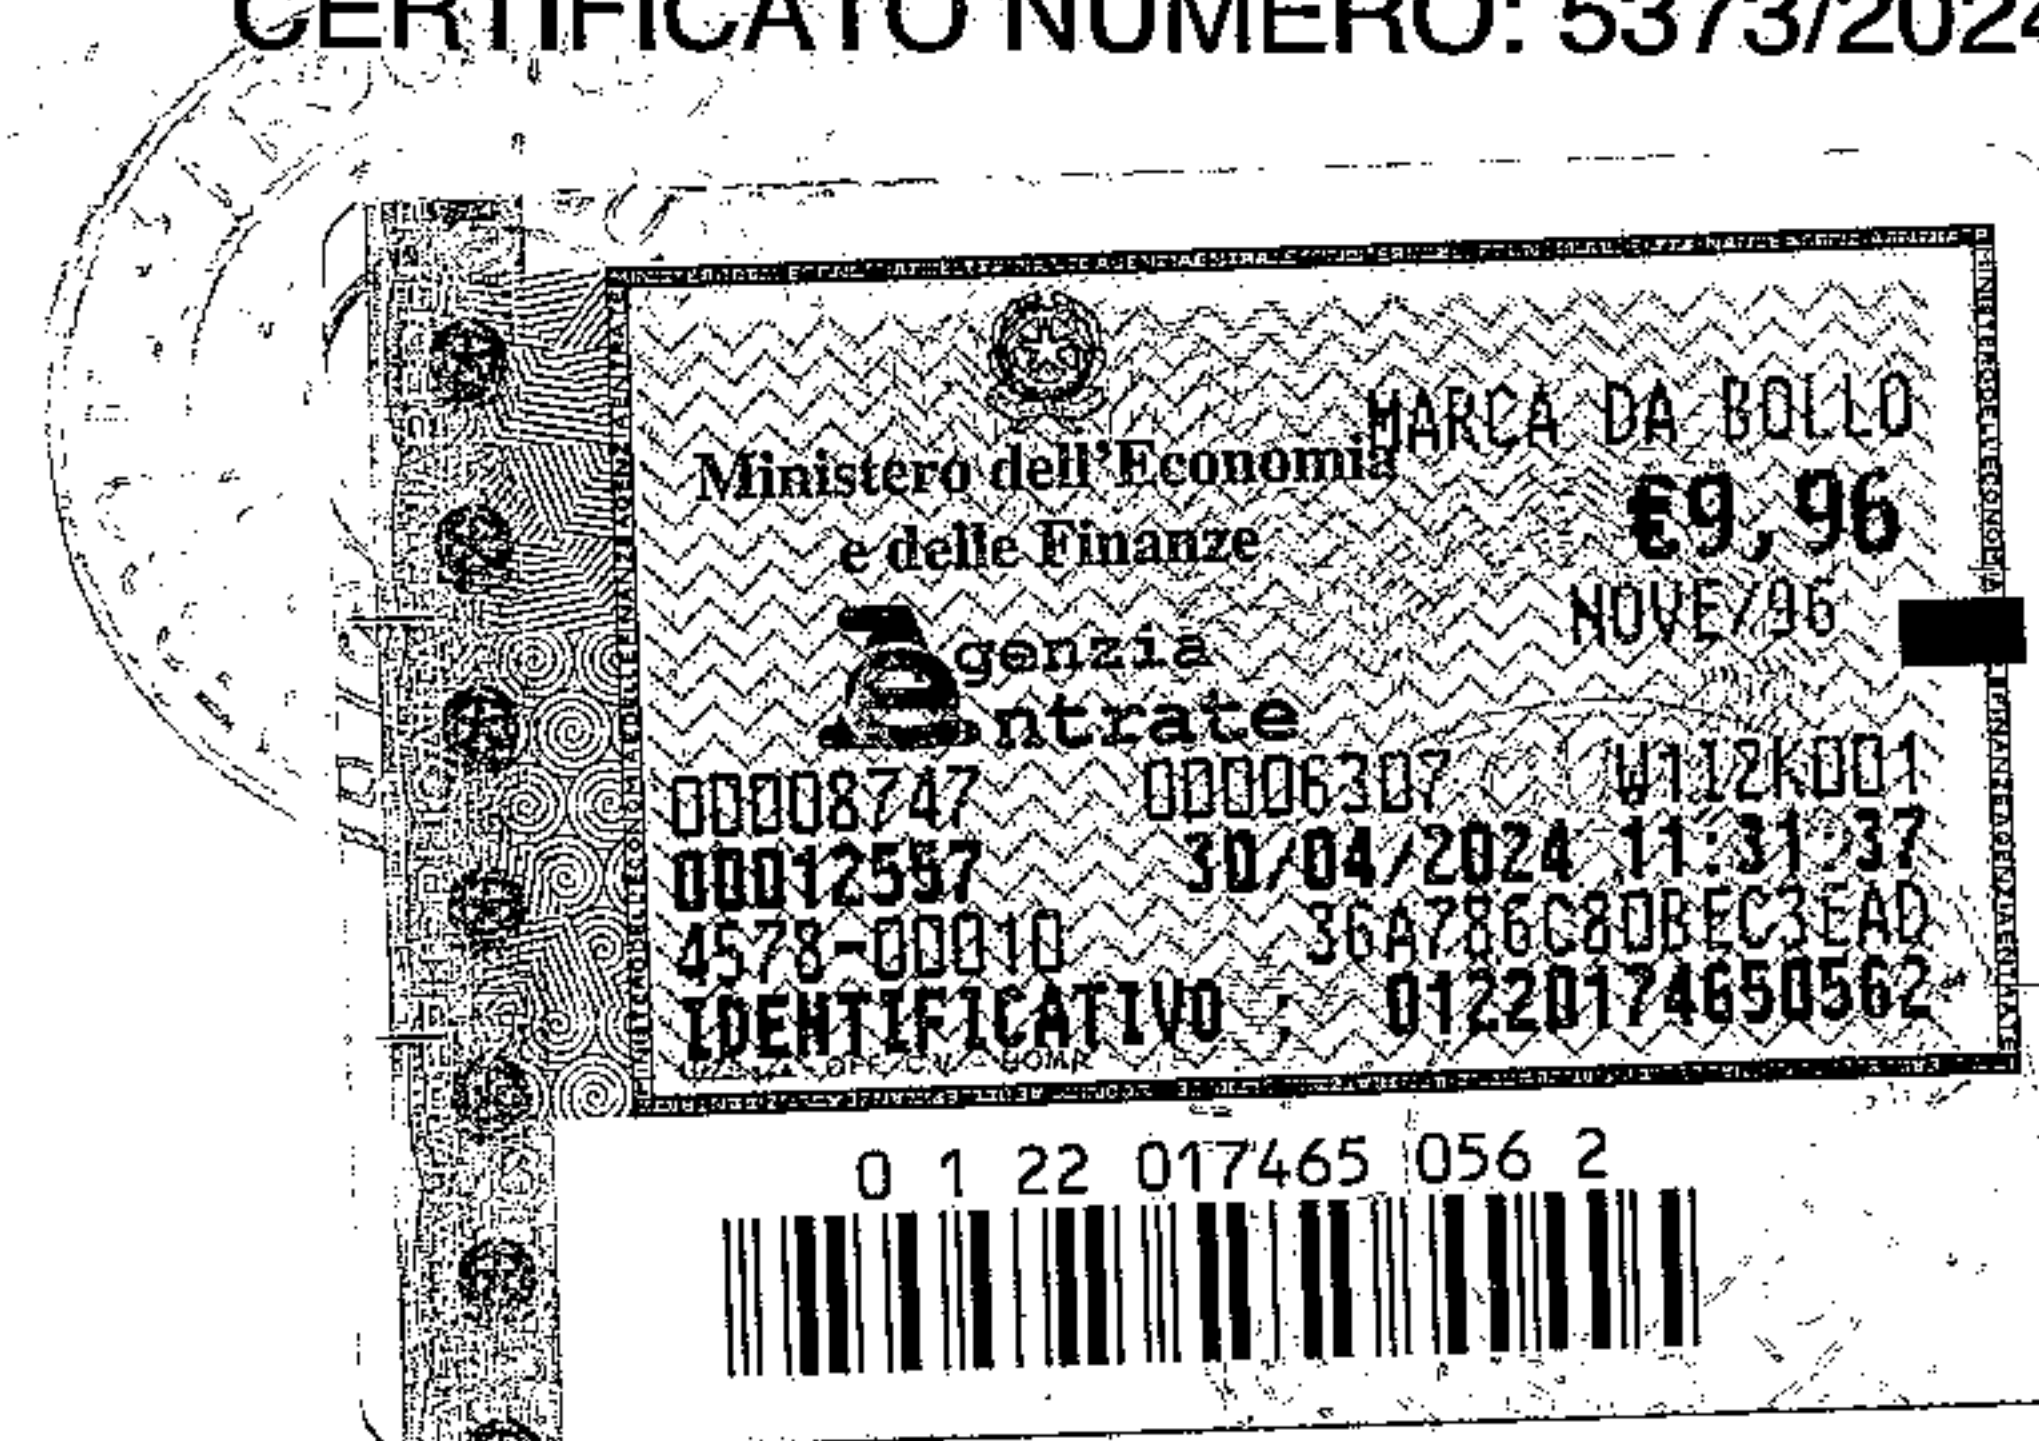 CERTIFICATO NUMERO: 5373/2024
MARCA DA BOLLO
Ministero dell'Economia
e delle Finanze
€9,96
NOVE/96
Agenzia
Entrate
00008747 00006307 W1I2K001
00012557 30/04/2024 11:31:37
4578-00010 36A786C80BEC3EAD
IDENTIFICATIVO : 01220174650562
0 1 22 017465 056 2